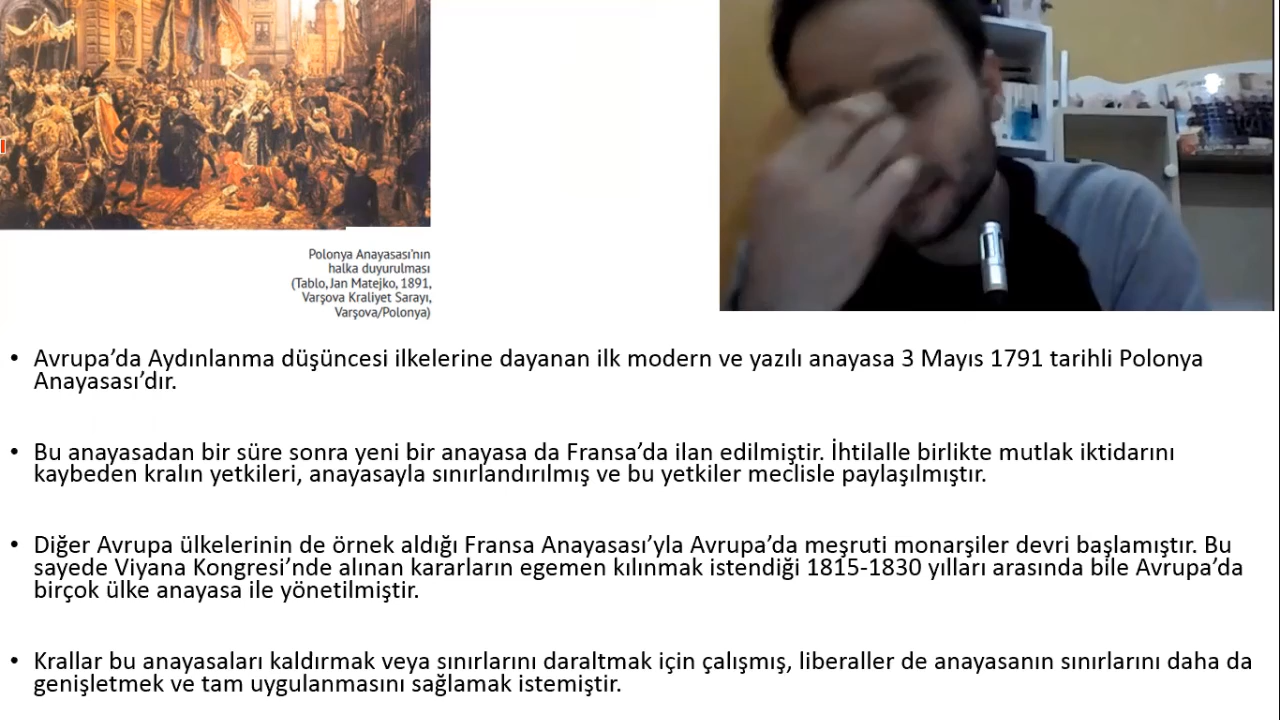 Polonya Anayasası'nın
halka duyurulması
(Tablo, Jan Matejko, 1891,
Varşova Kraliyet Sarayı,
Varşova/Polonya)
• Avrupa'da Aydınlanma düşüncesi ilkelerine dayanan ilk modern ve yazılı anayasa 3 Mayıs 1791 tarihli Polonya
Anayasası'dır.
• Bu anayasadan bir süre sonra yeni bir anayasa da Fransa'da ilan edilmiştir. İhtilalle birlikte mutlak iktidarını
kaybeden kralın yetkileri, anayasayla sınırlandırılmış ve bu yetkiler meclisle paylaşılmıştır.
• Diğer Avrupa ülkelerinin de örnek aldığı Fransa Anayasası'yla Avrupa'da meşruti monarşiler devri başlamıştır. Bu
sayede Viyana Kongresi'nde alınan kararların egemen kılınmak istendiği 1815-1830 yılları arasında bile Avrupa'da
birçok ülke anayasa ile yönetilmiştir.
• Krallar bu anayasaları kaldırmak veya sınırlarını daraltmak için çalışmış, liberaller de anayasanın sınırlarını daha da
genişletmek ve tam uygulanmasını sağlamak istemiştir.